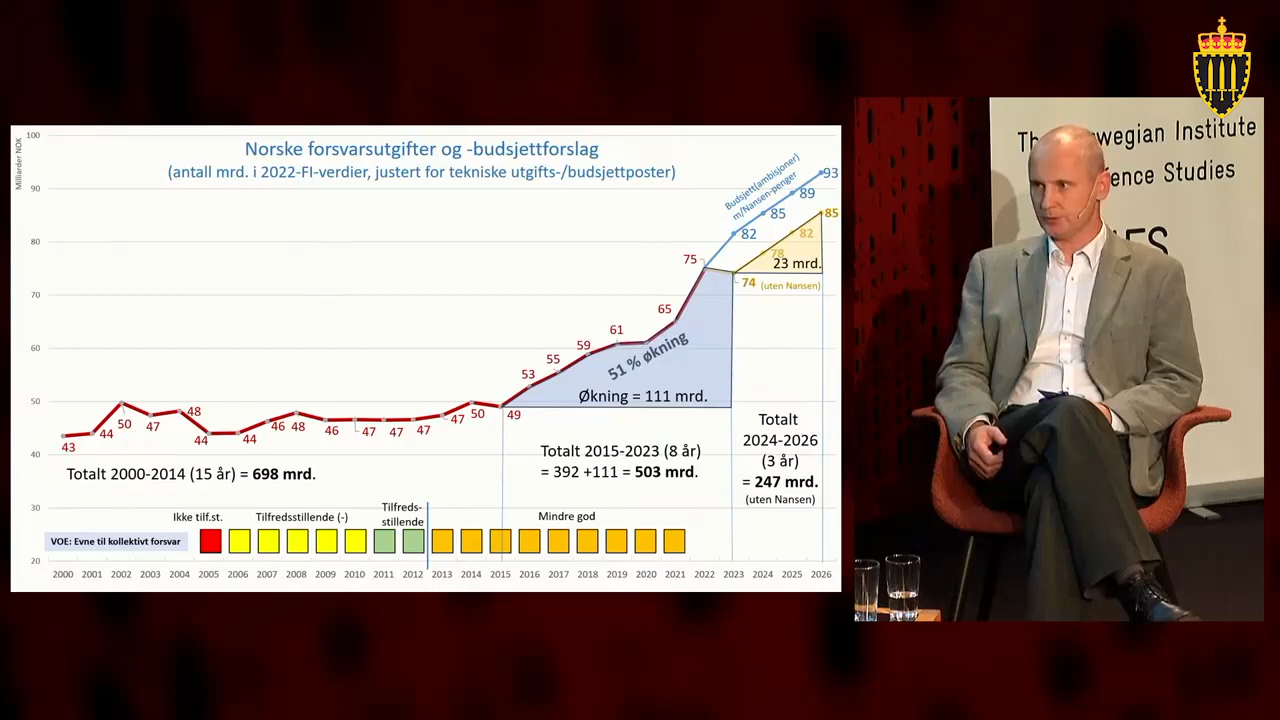 Milliarder NOK
100
90
80
70
60
50
40
30
20
Norske forsvarsutgifter og -budsjettforslag
(antall mrd. i 2022-FI-verdier, justert for tekniske utgifts-/budsjettposter)
Budsjett(ambisjoner)
m/Nansen-penger
93
89
85
82
85
82
78
23 mrd.
74 (uten Nansen)
75
65
61
59
55
53
49
51 % økning
Økning = 111 mrd.
43
44
50
47
48
44
44
46
48
46
47
47
47
47
50
Totalt 2000-2014 (15 år) = 698 mrd.
Totalt 2015-2023 (8 år)
= 392 +111 = 503 mrd.
Totalt
2024-2026
(3 år)
= 247 mrd.
(uten Nansen)
Ikke tilf.st.
Tilfredsstillende (-)
Tilfreds-
stillende
Mindre god
VOE: Evne til kollektivt forsvar
2000 2001 2002 2003 2004 2005 2006 2007 2008 2009 2010 2011 2012 2013 2014 2015 2016 2017 2018 2019 2020 2021 2022 2023 2024 2025 2026
wegian Institute
ence Studies